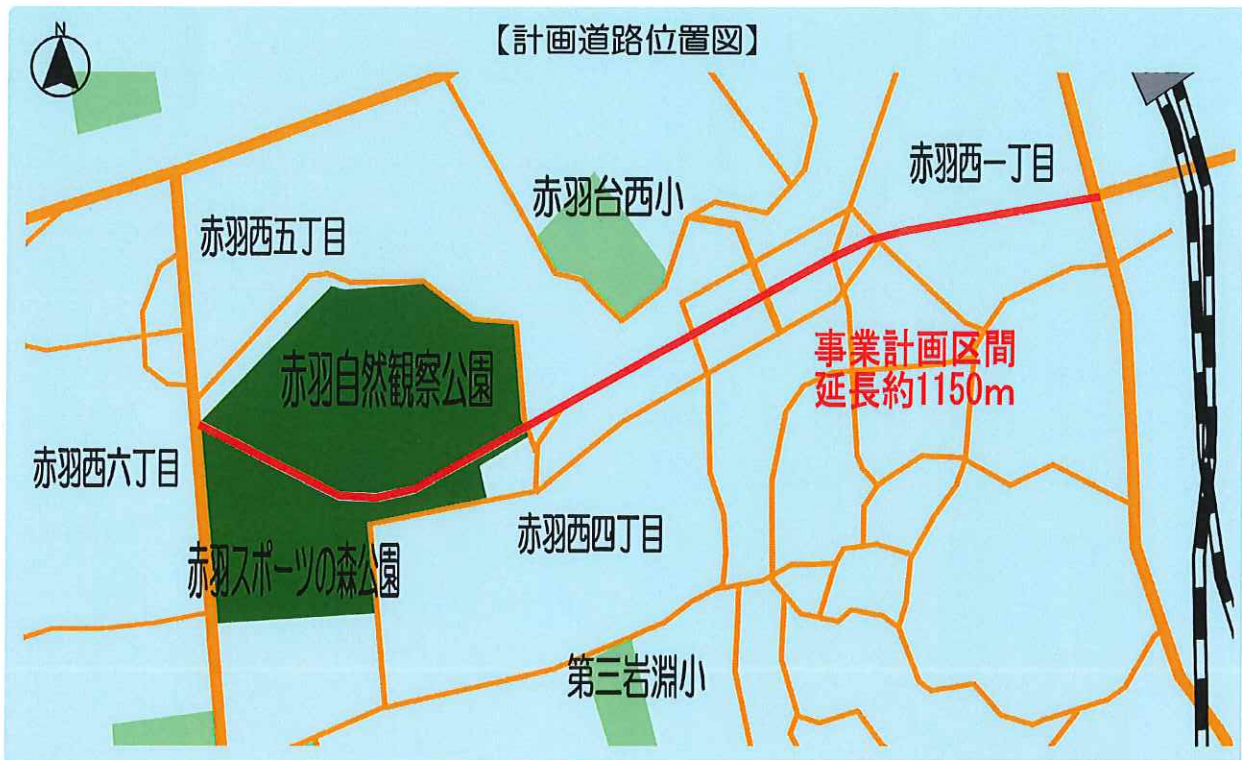 N
【計画道路位置図】
赤羽西一丁目
赤羽台西小
赤羽西五丁目
事業計画区間
延長約1150m
赤羽自然観察公園
赤羽西六丁目
赤羽西四丁目
赤羽スポーツの森公園
第三岩淵小